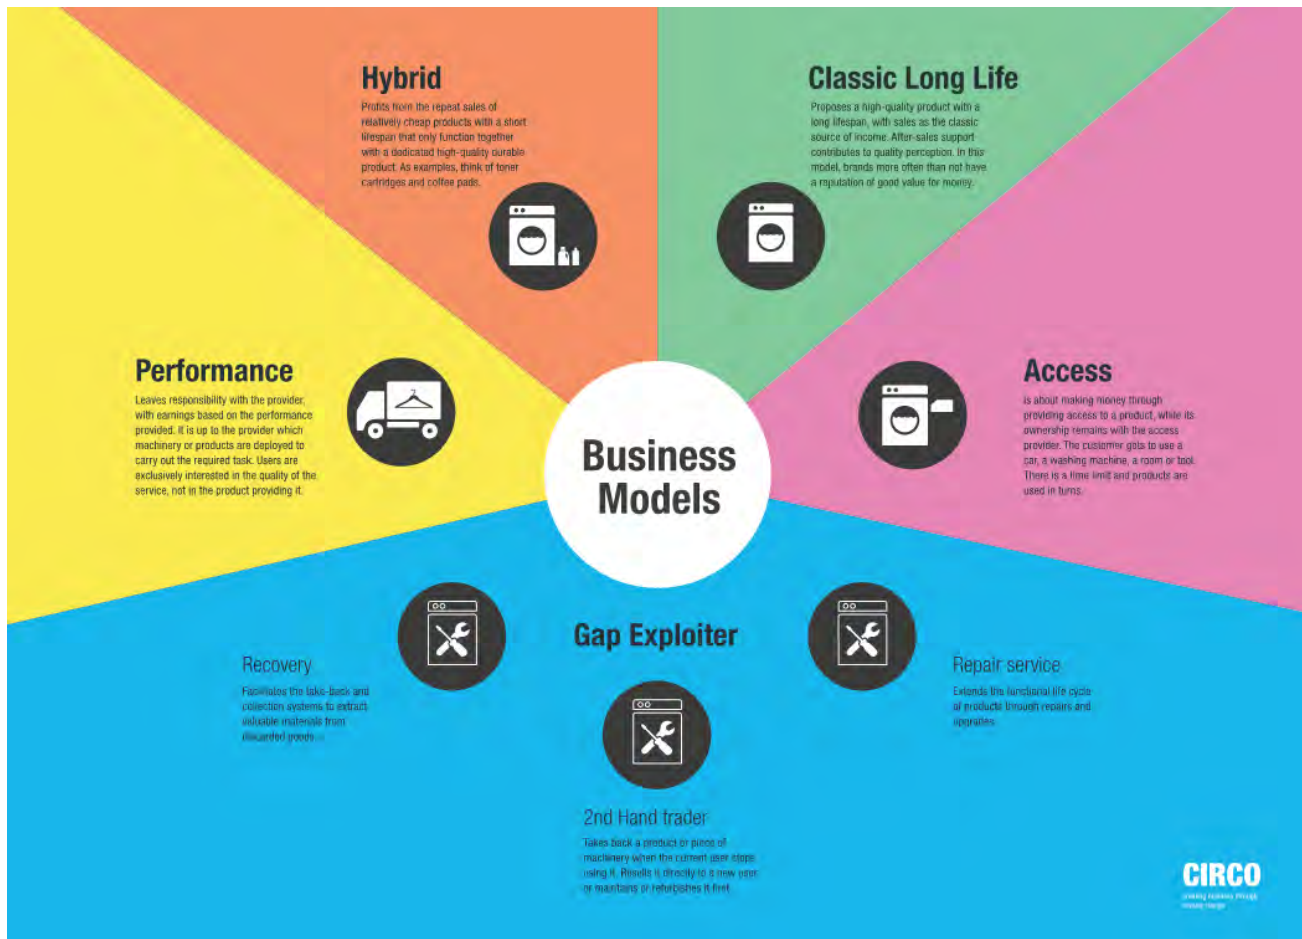 Hybrid
Profits from the repeat sales of
relatively cheap products with a short
lifespan that only function together
with a dedicated high-quality durable
product. As examples, think of toner
cartridges and coffee pads.
Classic Long Life
Proposes a high-quality product with a
long lifespan, with sales as the classic
source of income. After-sales support
contributes to quality perception. In this
model, brands more often than not have
a reputation of good value for money.
Performance
Leaves responsibility with the provider,
with earnings based on the performance
provided. It is up to the provider which
machinery or products are deployed to
carry out the required task. Users are
exclusively interested in the quality of the
service, not in the product providing it.
Access
is about making money through
providing access to a product, while its
ownership remains with the access
provider. The customer gets to use a
car, a washing machine, a room or tool.
There is a time limit and products are
used in turns.
Business
Models
Gap Exploiter
Recovery
Facilitates the take-back and
collection systems to extract
valuable materials from
discarded goods.
Repair service
Extends the functional life cycle
of products through repairs and
upgrades.
2nd Hand trader
Takes back a product or piece of
machinery when the current user stops
using it. Resells it directly to a new user
or maintains or refurbishes it first.
CIRCO
creating business through